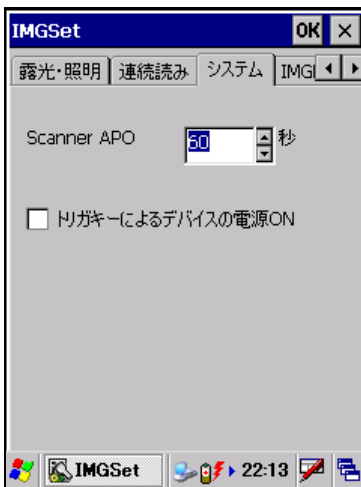 IMGSet OK ×
露光・照明 連続読み システム IMG
Scanner APO 60 秒
トリガキーによるデバイスの電源ON
IMGSet 22:13